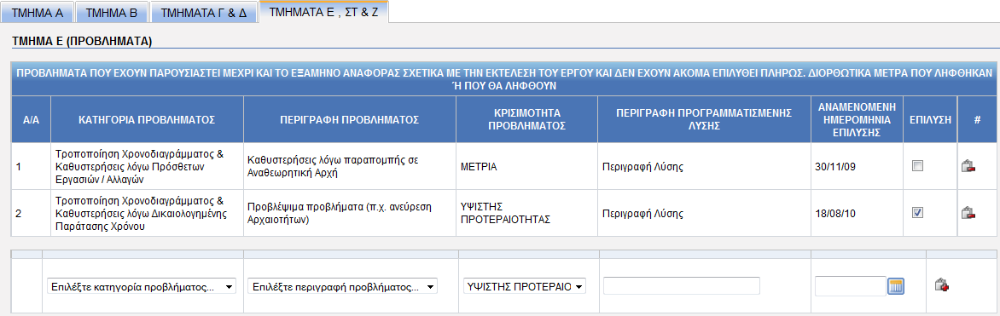 ΤΜΗΜΑ Α ΤΜΗΜΑ Β ΤΜΗΜΑΤΑ Γ & Δ ΤΜΗΜΑΤΑ Ε , ΣΤ & Ζ
ΤΜΗΜΑ Ε (ΠΡΟΒΛΗΜΑΤΑ)
ΠΡΟΒΛΗΜΑΤΑ ΠΟΥ ΕΧΟΥΝ ΠΑΡΟΥΣΙΑΣΤΕΙ ΜΕΧΡΙ ΚΑΙ ΤΟ ΕΞΑΜΗΝΟ ΑΝΑΦΟΡΑΣ ΣΧΕΤΙΚΑ ΜΕ ΤΗΝ ΕΚΤΕΛΕΣΗ ΤΟΥ ΕΡΓΟΥ ΚΑΙ ΔΕΝ ΕΧΟΥΝ ΑΚΟΜΑ ΕΠΙΛΥΘΕΙ ΠΛΗΡΩΣ. ΔΙΟΡΘΩΤΙΚΑ ΜΕΤΡΑ ΠΟΥ ΛΗΦΘΗΚΑΝ
Ή ΠΟΥ ΘΑ ΛΗΦΘΟΥΝ
Α/Α
ΚΑΤΗΓΟΡΙΑ ΠΡΟΒΛΗΜΑΤΟΣ
ΠΕΡΙΓΡΑΦΗ ΠΡΟΒΛΗΜΑΤΟΣ
ΚΡΙΣΙΜΟΤΗΤΑ
ΠΡΟΒΛΗΜΑΤΟΣ
ΠΕΡΙΓΡΑΦΗ ΠΡΟΓΡΑΜΜΑΤΙΣΜΕΝΗΣ
ΛΥΣΗΣ
ΑΝΑΜΕΝΟΜΕΝΗ
ΗΜΕΡΟΜΗΝΙΑ
ΕΠΙΛΥΣΗΣ
ΕΠΙΛΥΣΗ
#
1
Τροποποίηση Χρονοδιαγράμματος &
Καθυστερήσεις λόγω Πρόσθετων
Εργασιών / Αλλαγών
Καθυστερήσεις λόγω παραπομπής σε
Αναθεωρητική Αρχή
ΜΕΤΡΙΑ
Περιγραφή Λύσης
30/11/09
2
Τροποποίηση Χρονοδιαγράμματος &
Καθυστερήσεις λόγω Δικαιολογημένης
Παράτασης Χρόνου
Προβλέψιμα προβλήματα (π.χ. ανεύρεση
Αρχαιοτήτων)
ΥΨΙΣΤΗΣ
ΠΡΟΤΕΡΑΙΟΤΗΤΑΣ
Περιγραφή Λύσης
18/08/10
Επιλέξτε κατηγορία προβλήματος...
Επιλέξτε περιγραφή προβλήματος...
ΥΨΙΣΤΗΣ ΠΡΟΤΕΡΑΙΟ